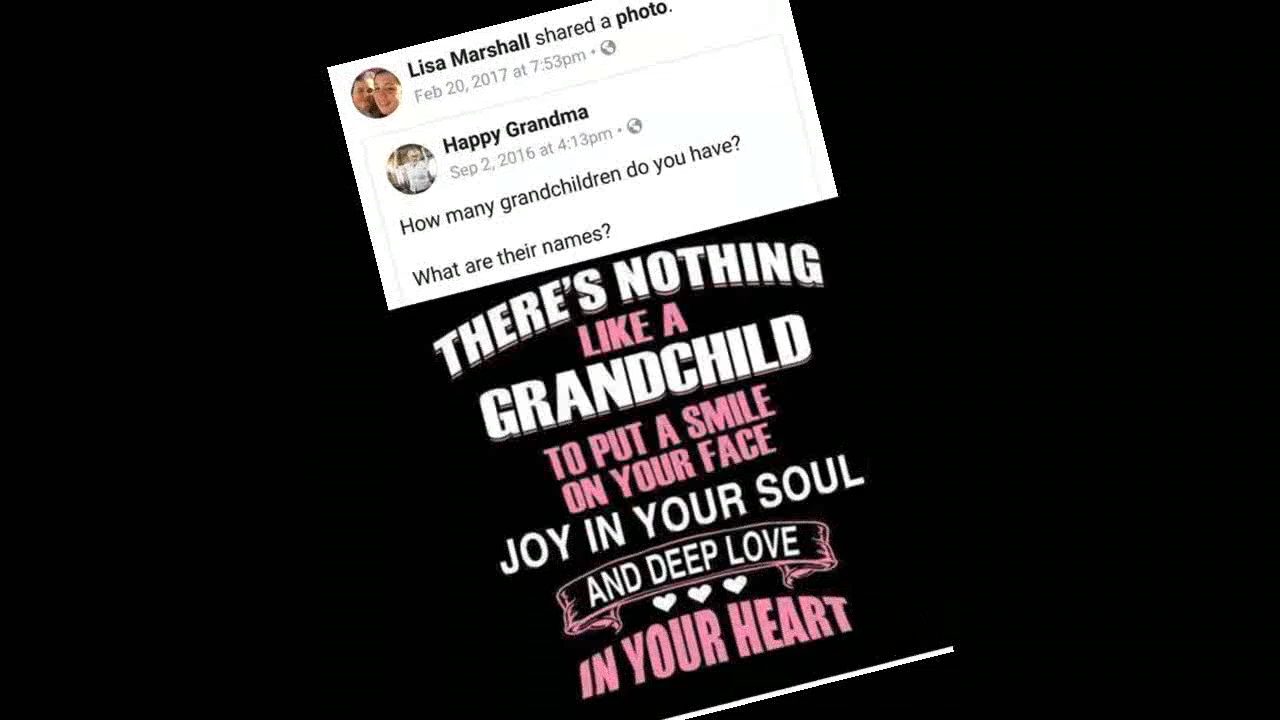 Lisa Marshall shared a photo.
Feb 20, 2017 at 7:53pm •
Happy Grandma
Sep 2, 2016 at 4:13pm •
How many grandchildren do you have?
What are their names?
THERE'S NOTHING
LIKE A
GRANDCHILD
TO PUT A SMILE
ON YOUR FACE
JOY IN YOUR SOUL
AND DEEP LOVE
IN YOUR HEART